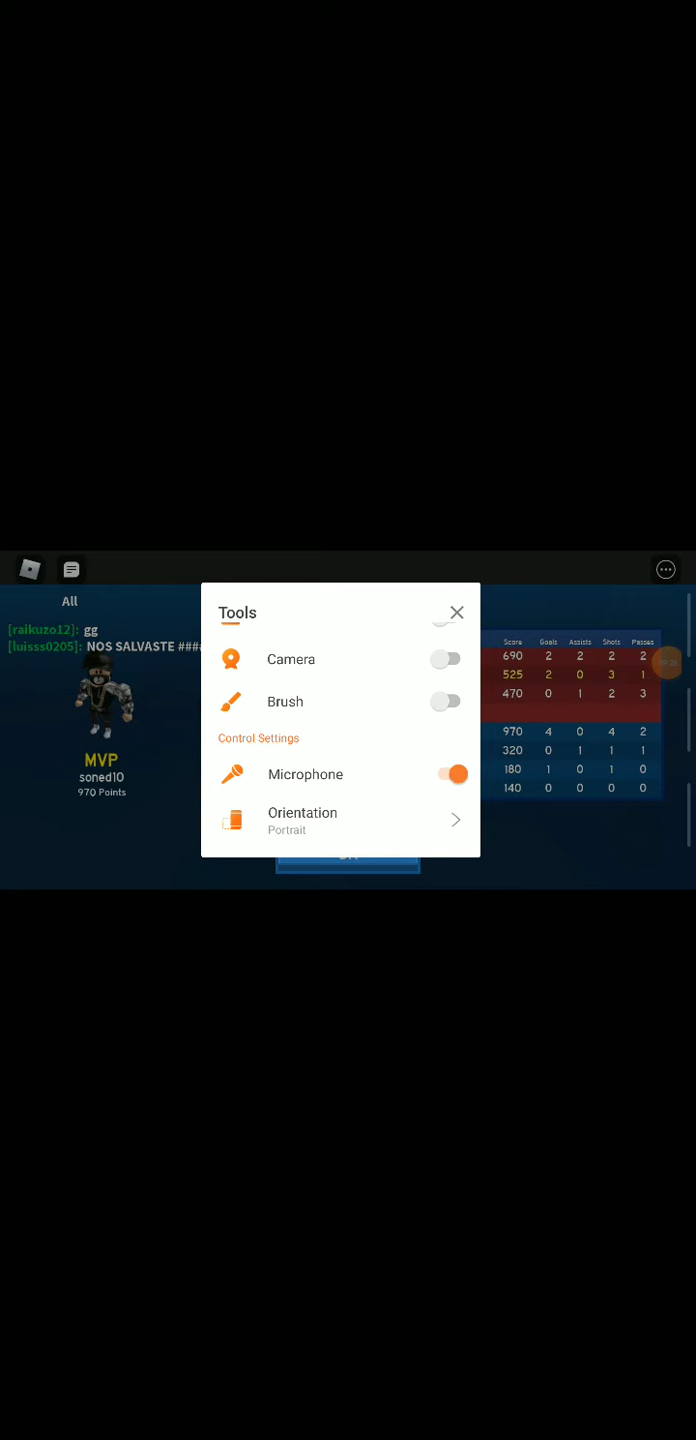 All
[raikuzo12]: gg
[luisss0205]: NOS SALVASTE ###
MVP
soned10
970 Points
Tools
Camera
Brush
Control Settings
Microphone
Orientation
Portrait
Score Goals Assists Shots Passes
690 2 2 2 2
525 2 0 3 1
470 0 1 2 3
970 4 0 4 2
320 0 1 1 1
180 1 0 1 0
140 0 0 0 0